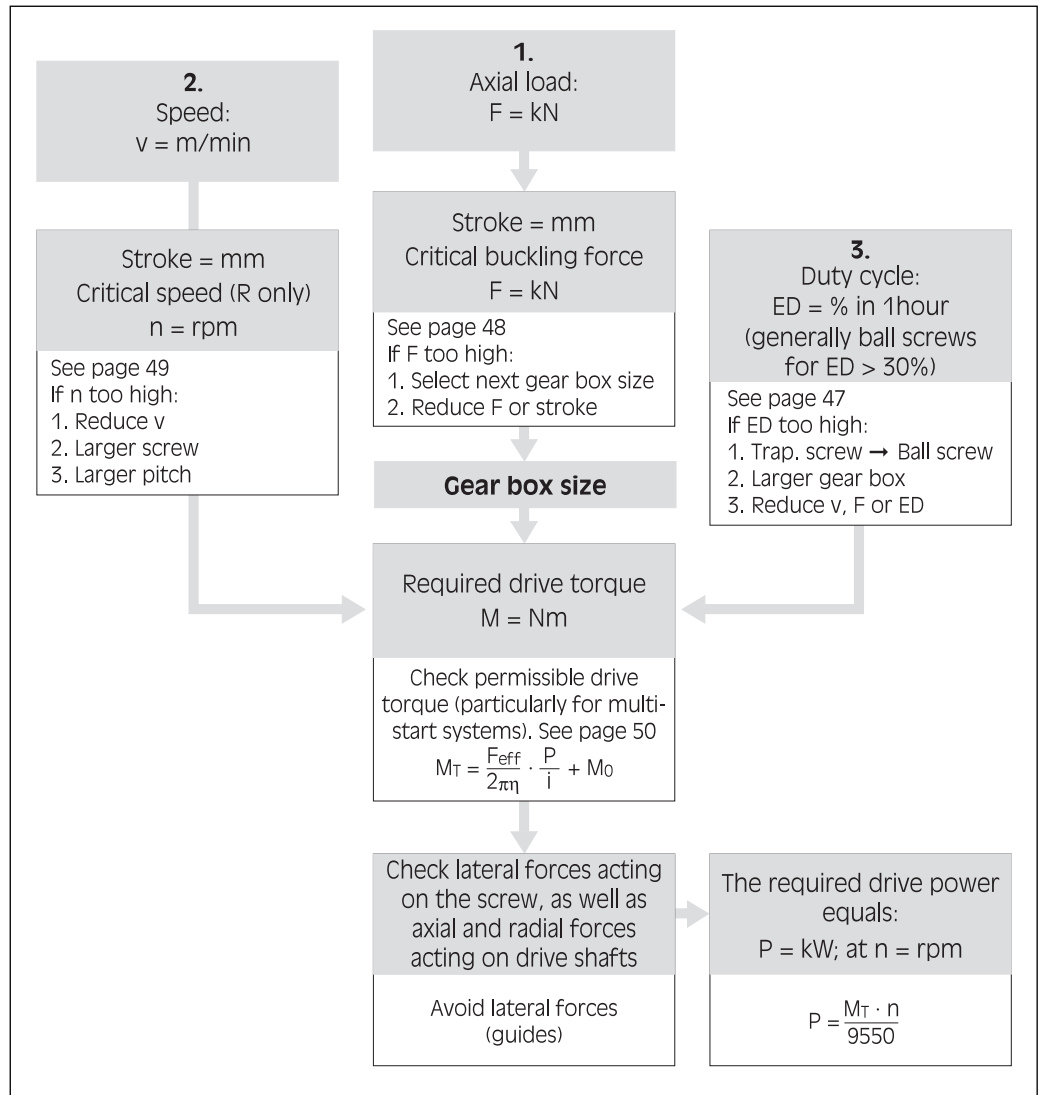 1.
Axial load:
F = kN
2.
Speed:
v = m/min
Stroke = mm
Critical speed (R only)
n = rpm
See page 49
If n too high:
1. Reduce v
2. Larger screw
3. Larger pitch
Stroke = mm
Critical buckling force
F = kN
See page 48
If F too high:
1. Select next gear box size
2. Reduce F or stroke
3.
Duty cycle:
ED = % in 1hour
(generally ball screws
for ED > 30%)
See page 47
If ED too high:
1. Trap. screw → Ball screw
2. Larger gear box
3. Reduce v, F or ED
Gear box size
Required drive torque
M = Nm
Check permissible drive
torque (particularly for multi-
start systems). See page 50
MT = Feff / 2πη · P / i + M0
Check lateral forces acting
on the screw, as well as
axial and radial forces
acting on drive shafts
Avoid lateral forces
(guides)
The required drive power
equals:
P = kW; at n = rpm
P = MT · n / 9550